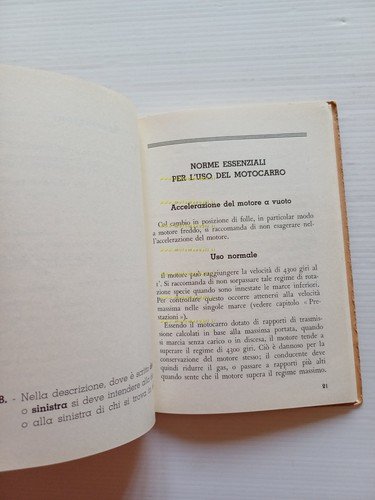 8. - Nella descrizione, dove è scritto
o sinistra si deve intendere alla
o alla sinistra di chi si trova
NORME ESSENZIALI
PER L'USO DEL MOTOCARRO
Accelerazione del motore a vuoto
Col cambio in posizione di folle, in particolar modo
a motore freddo, si raccomanda di non esagerare nel-
l'accelerazione del motore.
Uso normale
Il motore può raggiungere la velocità di 4300 giri al
1'. Si raccomanda di non sorpassare tale regime di ro-
tazione specie quando sono innestate le marce inferiori.
Per controllare questo occorre attenersi alla velocità
massima nelle singole marce (vedere capitolo « Pre-
stazioni »).
Essendo il motocarro dotato di rapporti di trasmis-
sione calcolati in base alla massima portata, quando
si marcia senza carico o in discesa, il motore tende a
superare il regime di 4300 giri. Ciò è dannoso per la
conservazione del motore stesso; il conducente deve
quindi ridurre il gas, o passare a rapporti più alti
quando sente che il motore supera il regime massimo.
21